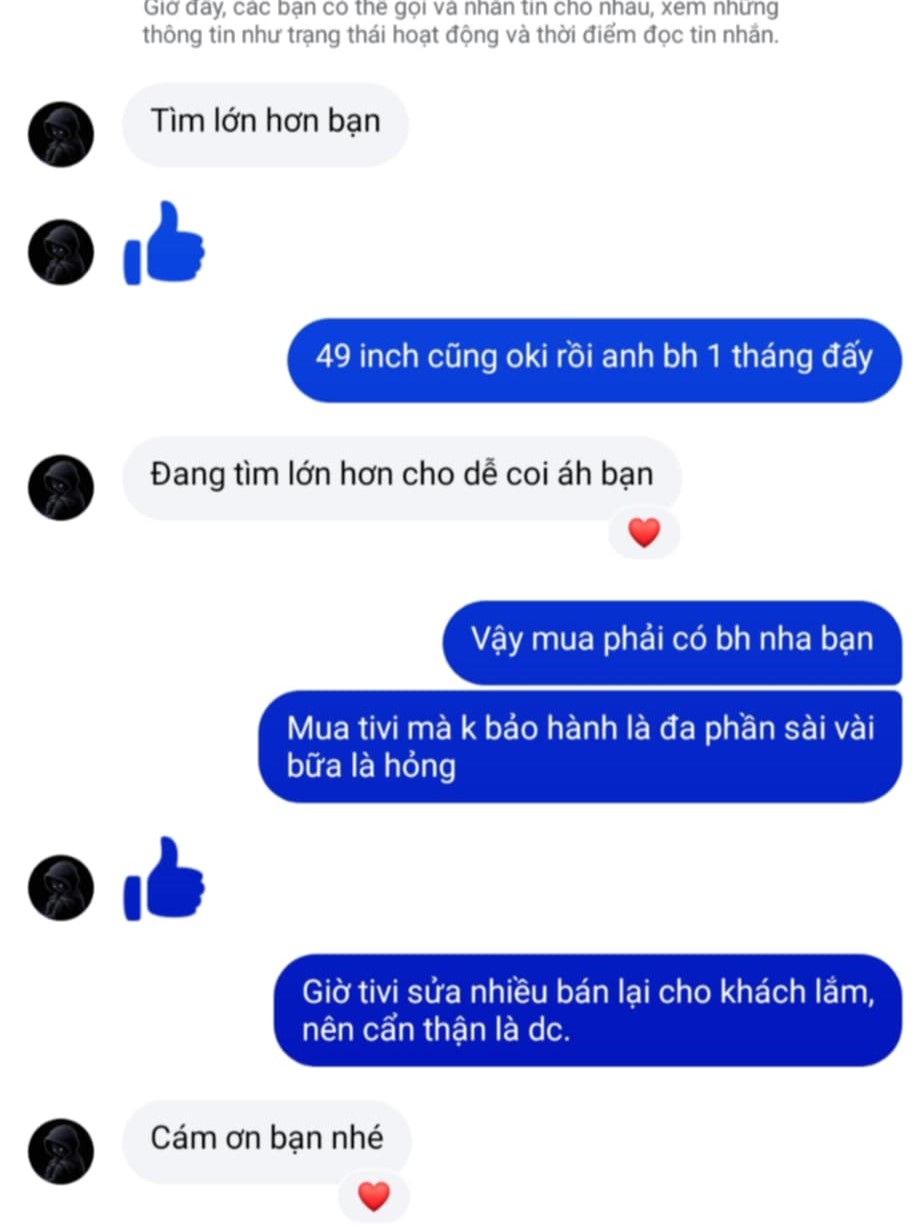 Giờ đây, các bạn có thể gọi và nhắn tin cho nhau, xem những
thông tin như trạng thái hoạt động và thời điểm đọc tin nhắn.
Tìm lớn hơn bạn
49 inch cũng oki rồi anh bh 1 tháng đấy
Đang tìm lớn hơn cho dễ coi áh bạn
Vậy mua phải có bh nha bạn
Mua tivi mà k bảo hành là đa phần sài vài
bữa là hỏng
Giờ tivi sửa nhiều bán lại cho khách lắm,
nên cẩn thận là dc.
Cám ơn bạn nhé